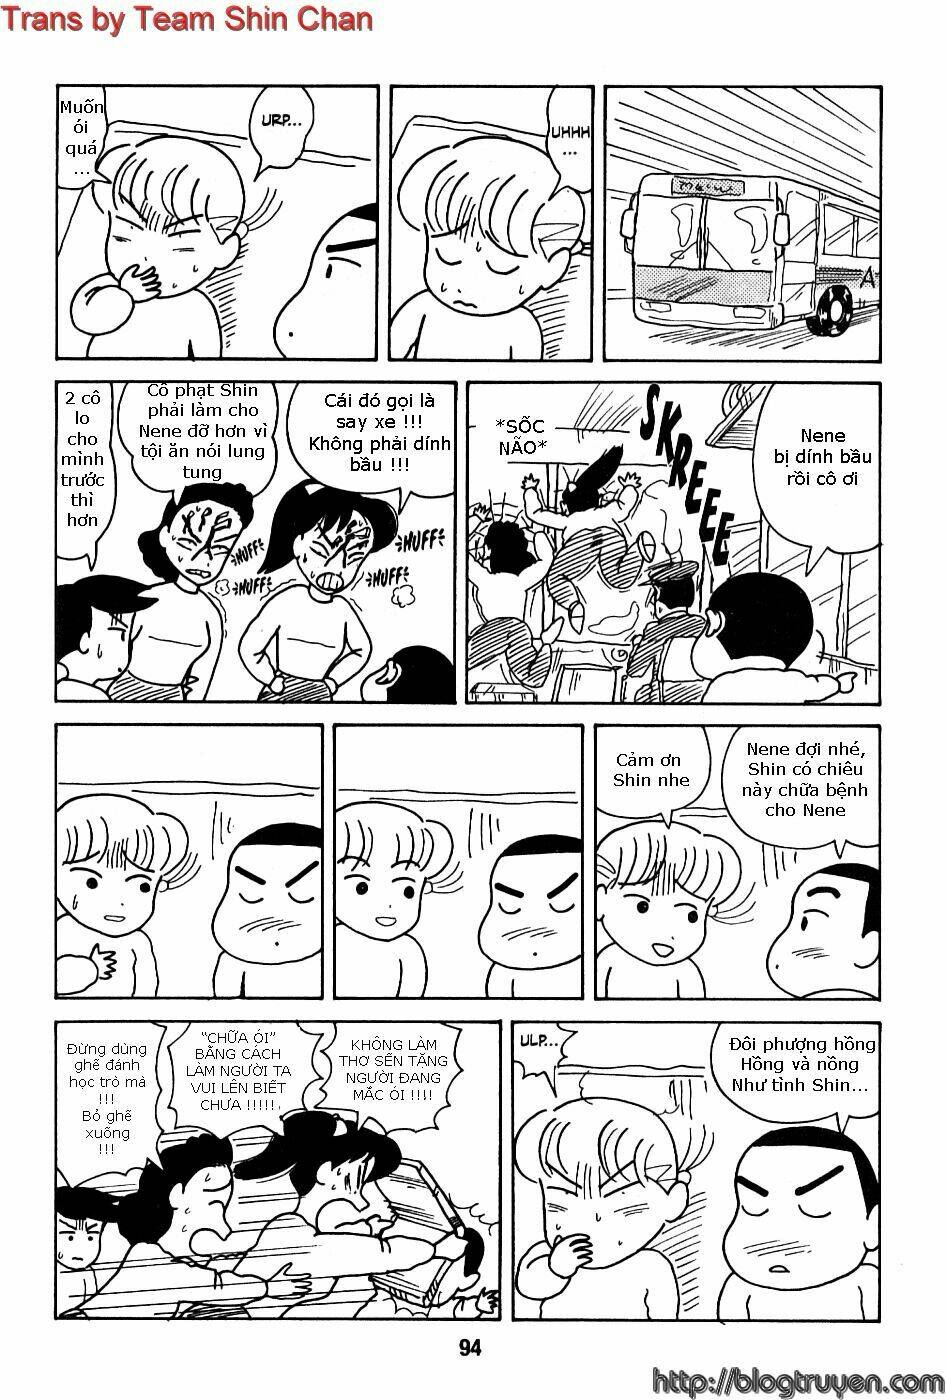 Trans by Team Shin Chan
A
UHHH
...
URP...
Muốn
ói
quá
...
Nene
bị dính bầu
rồi cô ơi
SKREEEE
*SỐC
NÃO*
Cái đó gọi là
say xe !!!
Không phải dính
bầu !!!
HUFF
HUFF
Cô phạt Shin
phải làm cho
Nene đỡ hơn vì
tội ăn nói lung
tung
HUFF
HUFF
2 cô
lo
cho
mình
trước
thì
hơn
Nene đợi nhé,
Shin có chiêu
này chữa bệnh
cho Nene
Cảm ơn
Shin nhe
Đôi phượng hồng
Hồng và nồng
Như tình Shin...
ULP...
KHÔNG LÀM
THƠ SẾN TẶNG
NGƯỜI ĐANG
MẮC ÓI !!!!
“CHỮA ÓI”
BẰNG CÁCH
LÀM NGƯỜI TA
VUI LÊN BIẾT
CHƯA !!!!!
Đừng dùng
ghế đánh
học trò mà
!!!
Bỏ ghế
xuống
!!!
94
http://blogtruyen.com